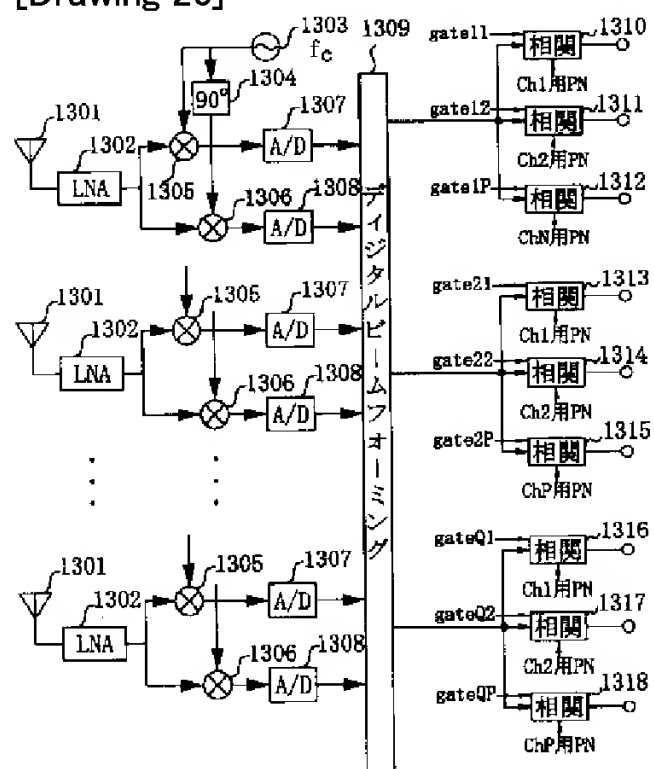 [Drawing 26]
1303
fc
1304
90°
1309
1301
1302
LNA
1305
1307
A/D
1306
1308
A/D
1301
1302
LNA
1305
1307
A/D
1306
1308
A/D
1301
1302
LNA
1305
1307
A/D
1306
1308
A/D
ディジタルビームフォーミング
gate11
相関
1310
Ch1用PN
gate12
相関
1311
Ch2用PN
gate1P
相関
1312
ChN用PN
gate21
相関
1313
Ch1用PN
gate22
相関
1314
Ch2用PN
gate2P
相関
1315
ChP用PN
gateQ1
相関
1316
Ch1用PN
gateQ2
相関
1317
Ch2用PN
gateQP
相関
1318
ChP用PN